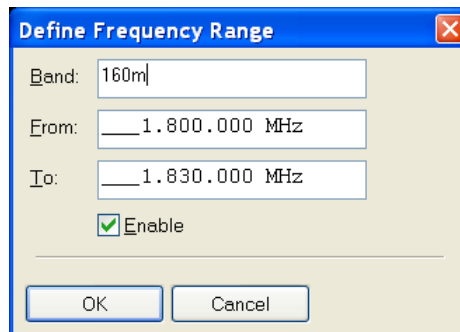 Define Frequency Range
Band: 160m
From: ___1.800.000 MHz
To: ___1.830.000 MHz
Enable
OK Cancel